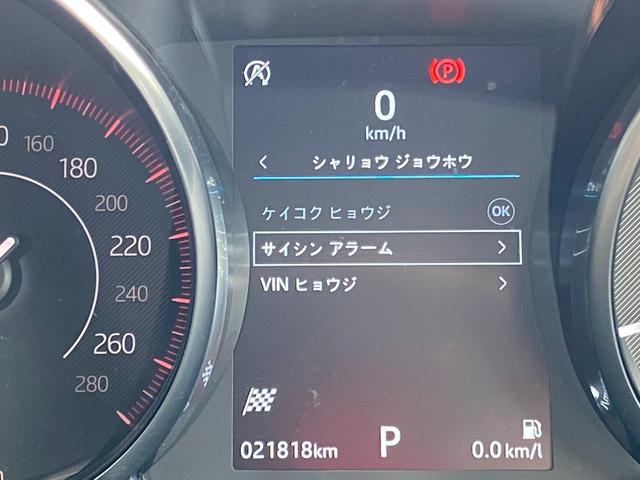 0
km/h
シャリョウ ジョウホウ
ケイコク ヒョウジ OK
サイシン アラーム
VIN ヒョウジ
021818km P 0.0 km/l
160
180
200
220
240
260
280